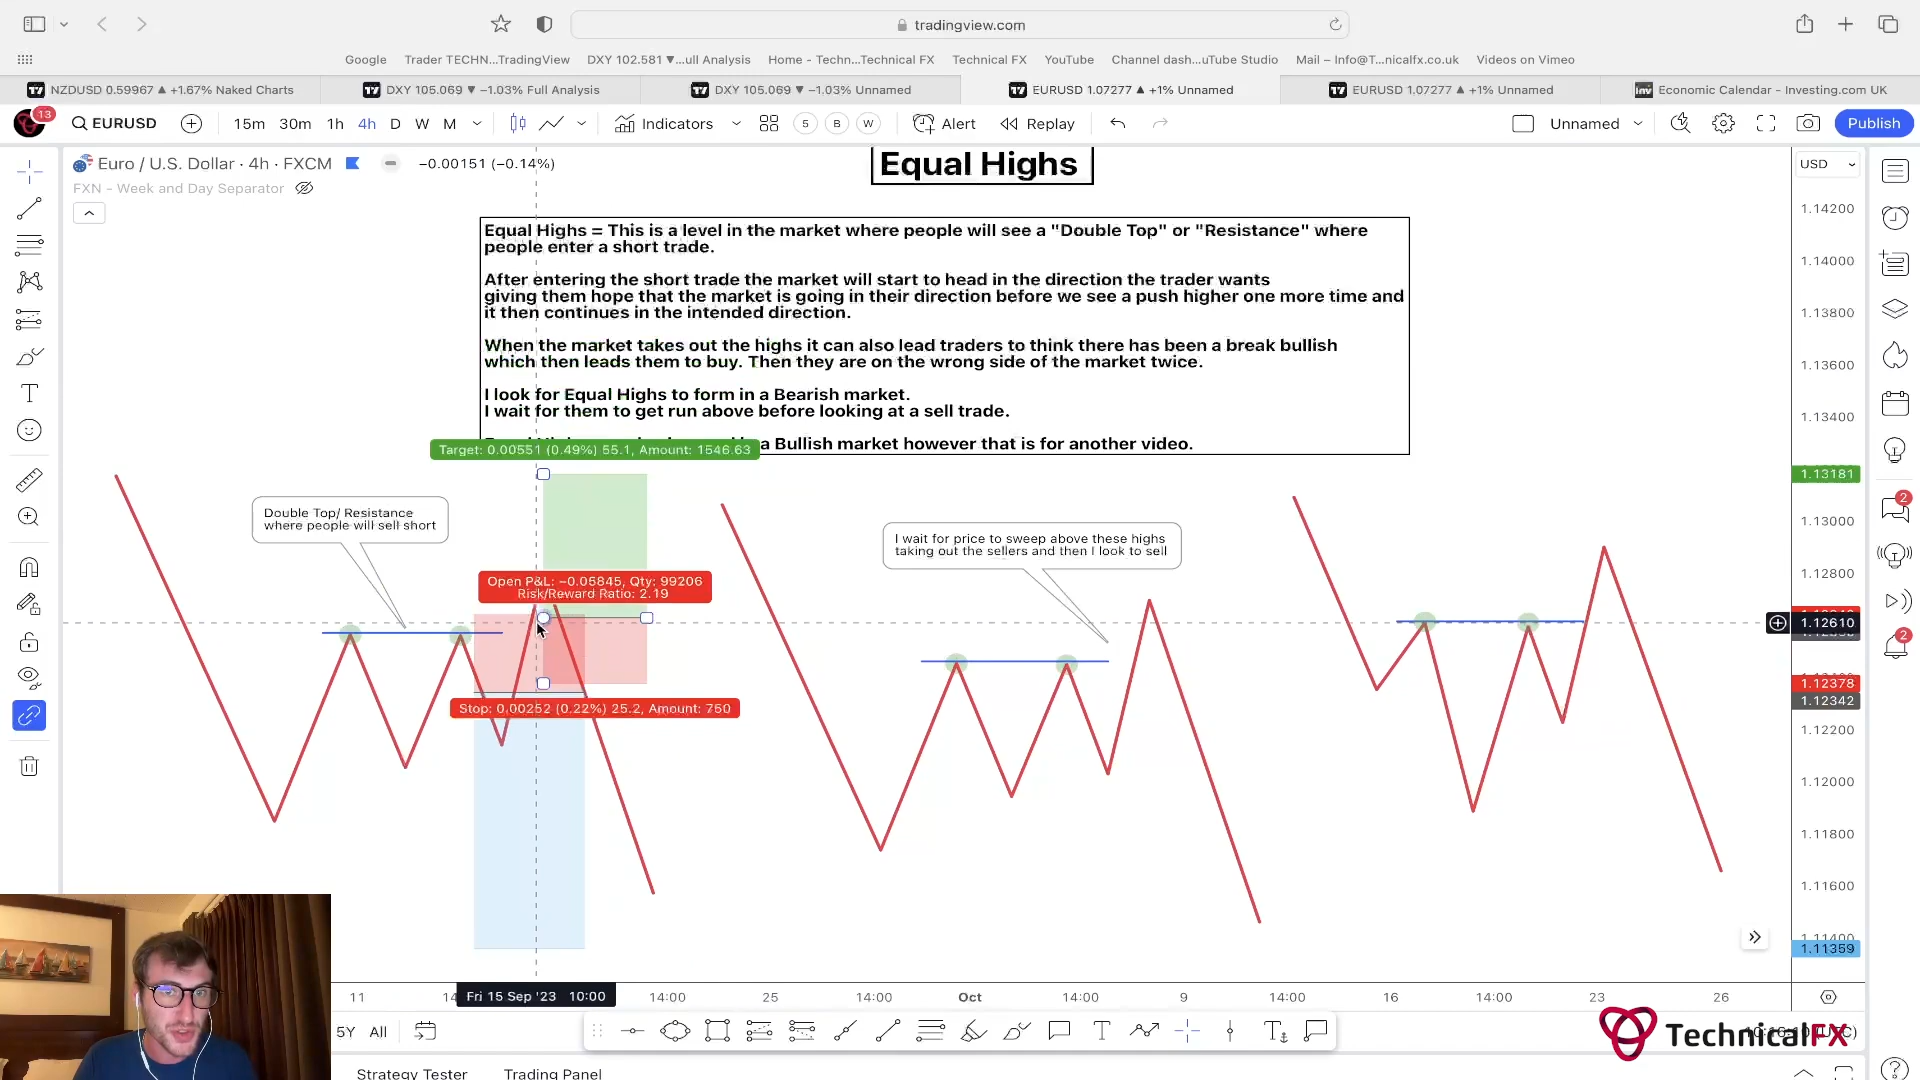 tradingview.com
Google
Trader TECHN...TradingView
DXY 102.581 ▼...ull Analysis
Home - Techn...Technical FX
Technical FX
YouTube
Channel dash...uTube Studio
Mail – Info@T...nicalfx.co.uk
Videos on Vimeo
NZDUSD 0.59967 ▲ +1.67% Naked Charts
DXY 105.069 ▼ −1.03% Full Analysis
DXY 105.069 ▼ −1.03% Unnamed
EURUSD 1.07277 ▲ +1% Unnamed
EURUSD 1.07277 ▲ +1% Unnamed
Economic Calendar - Investing.com UK
13
EURUSD
15m
30m
1h
4h
D
W
M
Indicators
5
B
W
Alert
Replay
Unnamed
Publish
Euro / U.S. Dollar · 4h · FXCM
−0.00151 (−0.14%)
FXN - Week and Day Separator
USD
Equal Highs
Equal Highs = This is a level in the market where people will see a "Double Top" or "Resistance" where
people enter a short trade.
After entering the short trade the market will start to head in the direction the trader wants
giving them hope that the market is going in their direction before we see a push higher one more time and
it then continues in the intended direction.
When the market takes out the highs it can also lead traders to think there has been a break bullish
which then leads them to buy. Then they are on the wrong side of the market twice.
I look for Equal Highs to form in a Bearish market.
I wait for them to get run above before looking at a sell trade.
a Bullish market however that is for another video.
Target: 0.00551 (0.49%) 55.1, Amount: 1546.63
Double Top/ Resistance
where people will sell short
I wait for price to sweep above these highs
taking out the sellers and then I look to sell
Open P&L: −0.05845, Qty: 99206
Risk/Reward Ratio: 2.19
Stop: 0.00252 (0.22%) 25.2, Amount: 750
1.14200
1.14000
1.13800
1.13600
1.13400
1.13181
1.13000
1.12800
1.12610
1.12378
1.12342
1.12200
1.12000
1.11800
1.11600
1.11400
1.11359
2
2
11
Fri 15 Sep '23 10:00
14:00
25
14:00
Oct
14:00
9
14:00
16
14:00
23
26
5Y
All
TechnicalFX
Strategy Tester
Trading Panel